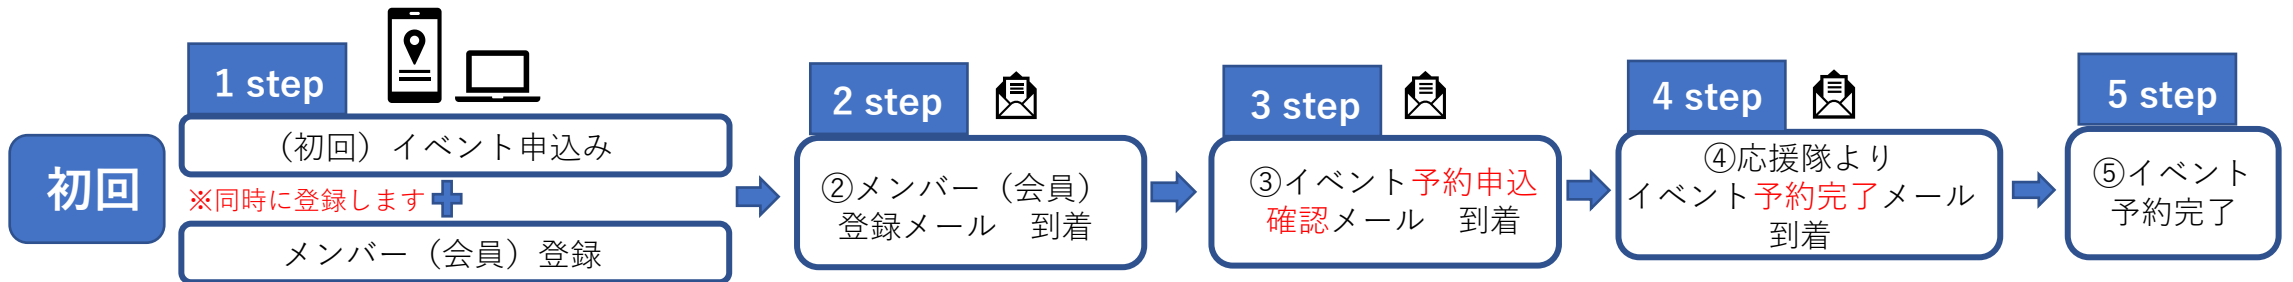 初回
1 step
（初回）イベント申込み
※同時に登録します
メンバー（会員）登録
2 step
②メンバー（会員）
登録メール　到着
3 step
③イベント予約申込
確認メール　到着
4 step
④応援隊より
イベント予約完了メール
到着
5 step
⑤イベント
予約完了